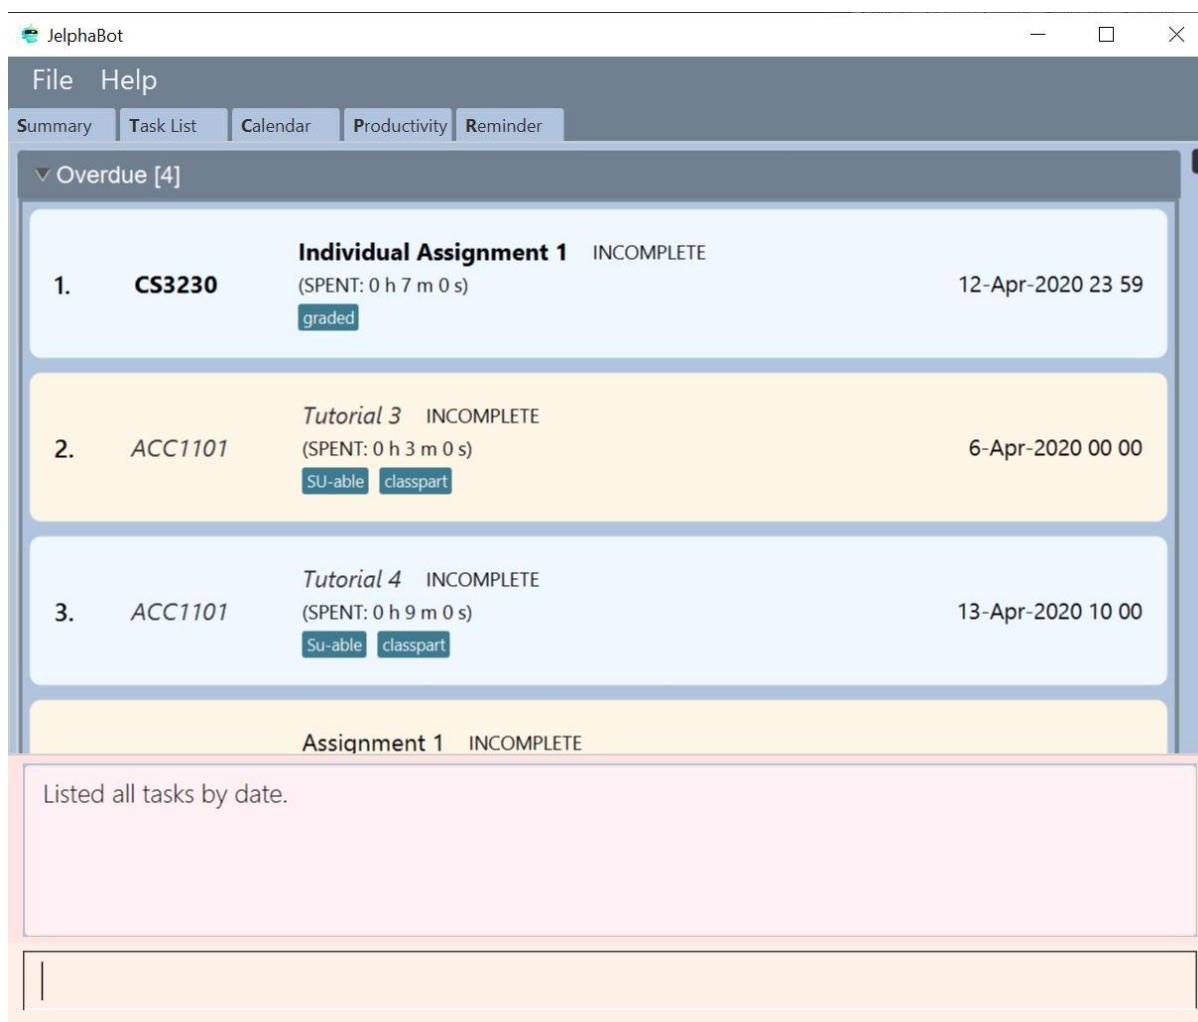 JelphaBot
File Help
Summary Task List Calendar Productivity Reminder
Overdue [4]
Individual Assignment 1 INCOMPLETE
1. CS3230 (SPENT: 0 h 7 m 0 s) 12-Apr-2020 23 59
graded
Tutorial 3 INCOMPLETE
2. ACC1101 (SPENT: 0 h 3 m 0 s) 6-Apr-2020 00 00
SU-able classpart
Tutorial 4 INCOMPLETE
3. ACC1101 (SPENT: 0 h 9 m 0 s) 13-Apr-2020 10 00
Su-able classpart
Assignment 1 INCOMPLETE
Listed all tasks by date.